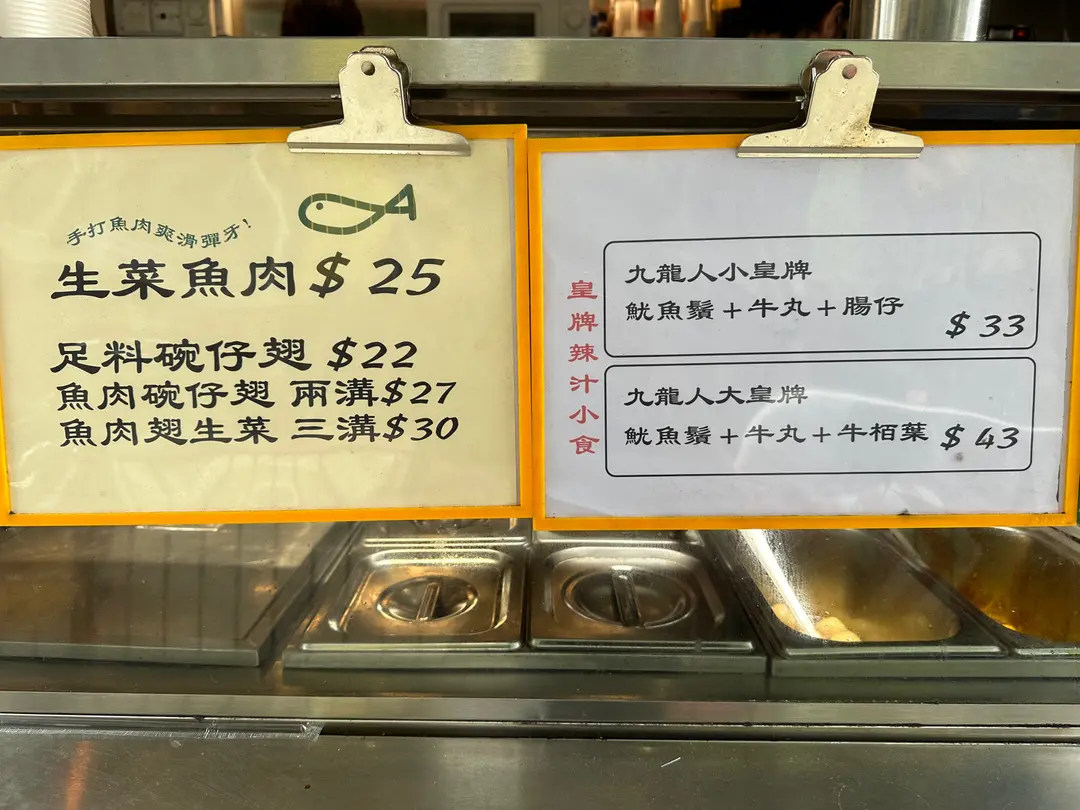 手打魚肉爽滑彈牙!
生菜魚肉 $ 25
足料碗仔翅 $22
魚肉碗仔翅 兩溝$27
魚肉翅生菜 三溝$30
皇牌辣汁小食
九龍人小皇牌
魷魚鬚+牛丸+腸仔
$ 33
九龍人大皇牌
魷魚鬚+牛丸+牛栢葉 $ 43